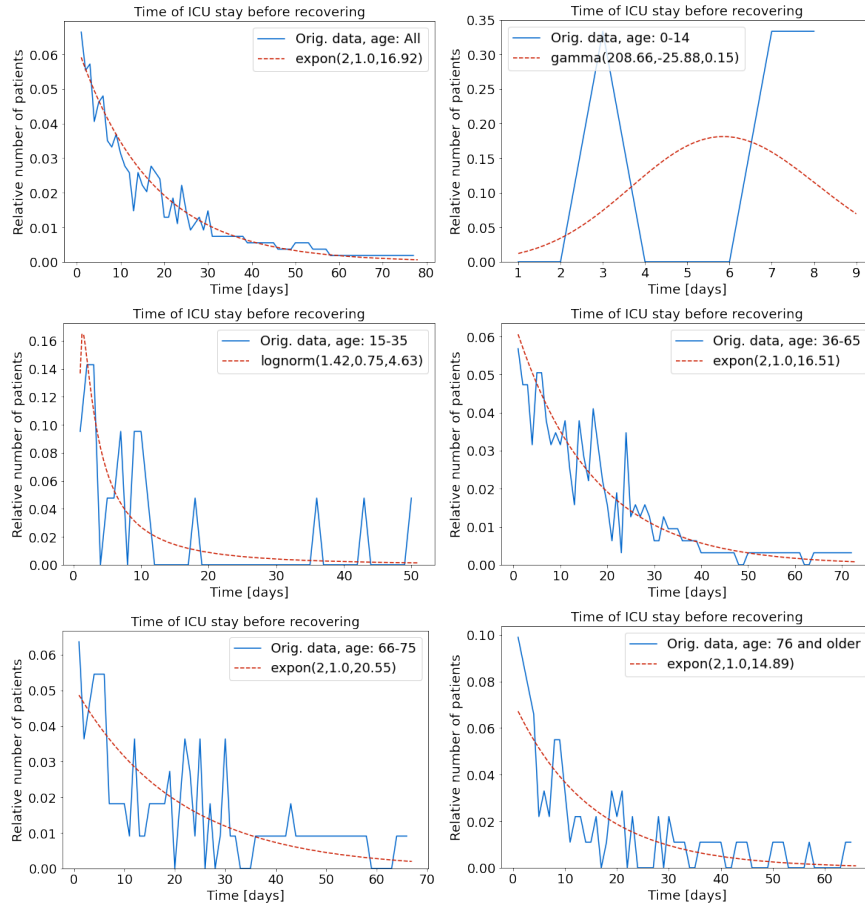 Time of ICU stay before recovering
Relative number of patients
0.06
0.05
0.04
0.03
0.02
0.01
0.00
Orig. data, age: All
expon(2,1.0,16.92)
0 10 20 30 40 50 60 70 80
Time [days]
Time of ICU stay before recovering
Relative number of patients
0.35
0.30
0.25
0.20
0.15
0.10
0.05
0.00
Orig. data, age: 0-14
gamma(208.66,-25.88,0.15)
1 2 3 4 5 6 7 8 9
Time [days]
Time of ICU stay before recovering
Relative number of patients
0.16
0.14
0.12
0.10
0.08
0.06
0.04
0.02
0.00
Orig. data, age: 15-35
lognorm(1.42,0.75,4.63)
0 10 20 30 40 50
Time [days]
Time of ICU stay before recovering
Relative number of patients
0.06
0.05
0.04
0.03
0.02
0.01
0.00
Orig. data, age: 36-65
expon(2,1.0,16.51)
0 10 20 30 40 50 60 70
Time [days]
Time of ICU stay before recovering
Relative number of patients
0.06
0.05
0.04
0.03
0.02
0.01
0.00
Orig. data, age: 66-75
expon(2,1.0,20.55)
0 10 20 30 40 50 60 70
Time [days]
Time of ICU stay before recovering
Relative number of patients
0.10
0.08
0.06
0.04
0.02
0.00
Orig. data, age: 76 and older
expon(2,1.0,14.89)
0 10 20 30 40 50 60
Time [days]